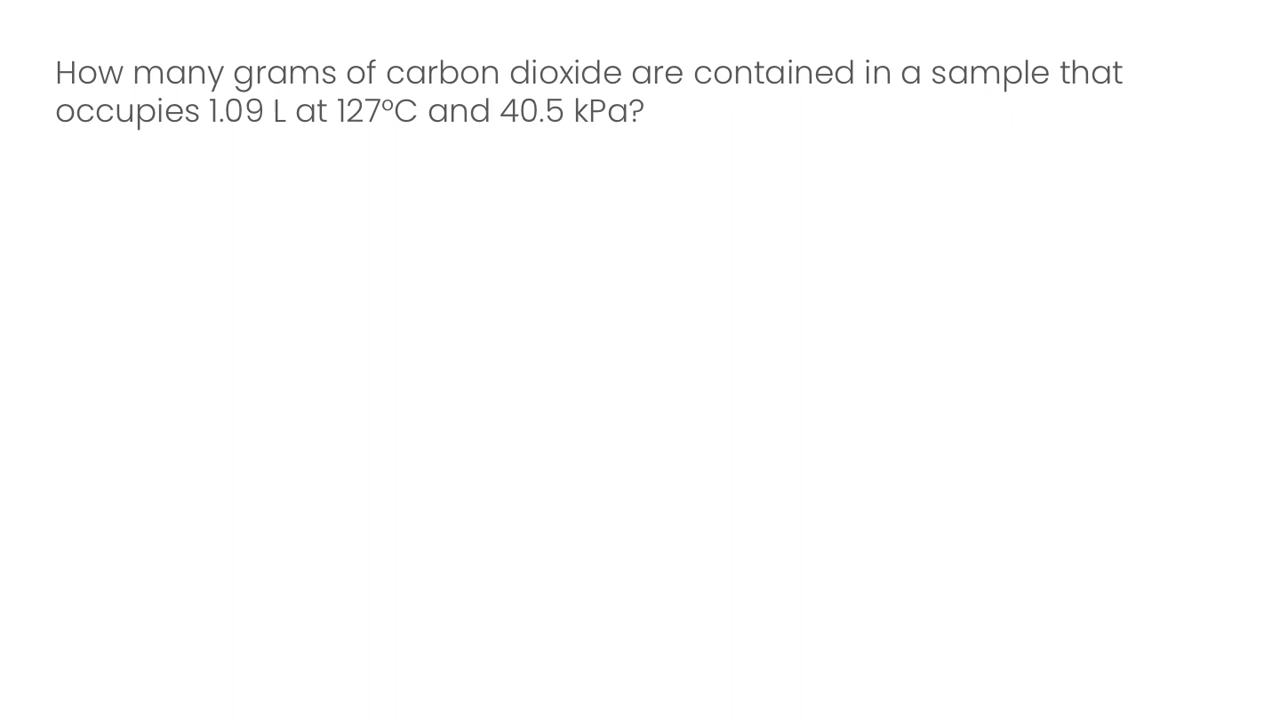 How many grams of carbon dioxide are contained in a sample that
occupies 1.09 L at 127°C and 40.5 kPa?